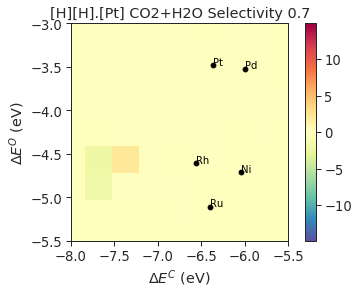 [H][H].[Pt] CO2+H2O Selectivity 0.7
−3.0
−3.5
−4.0
−4.5
−5.0
−5.5
ΔE^O (eV)
Pt
Pd
Rh
Ni
Ru
−8.0 −7.5 −7.0 −6.5 −6.0 −5.5
ΔE^C (eV)
10
5
0
−5
−10